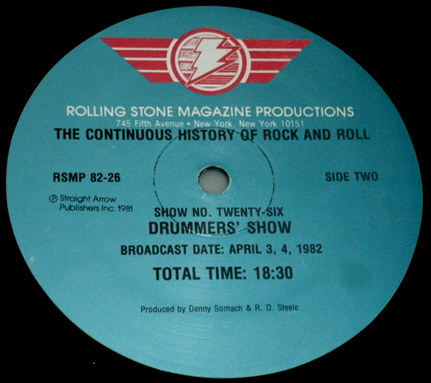 ROLLING STONE MAGAZINE PRODUCTIONS
745 Fifth Avenue • New York, New York 10151
THE CONTINUOUS HISTORY OF ROCK AND ROLL
RSMP 82-26
SIDE TWO
Ⓟ Straight Arrow
Publishers Inc. 1981
SHOW NO. TWENTY-SIX
DRUMMERS' SHOW
BROADCAST DATE: APRIL 3, 4, 1982
TOTAL TIME: 18:30
Produced by Denny Somach & R. D. Steele